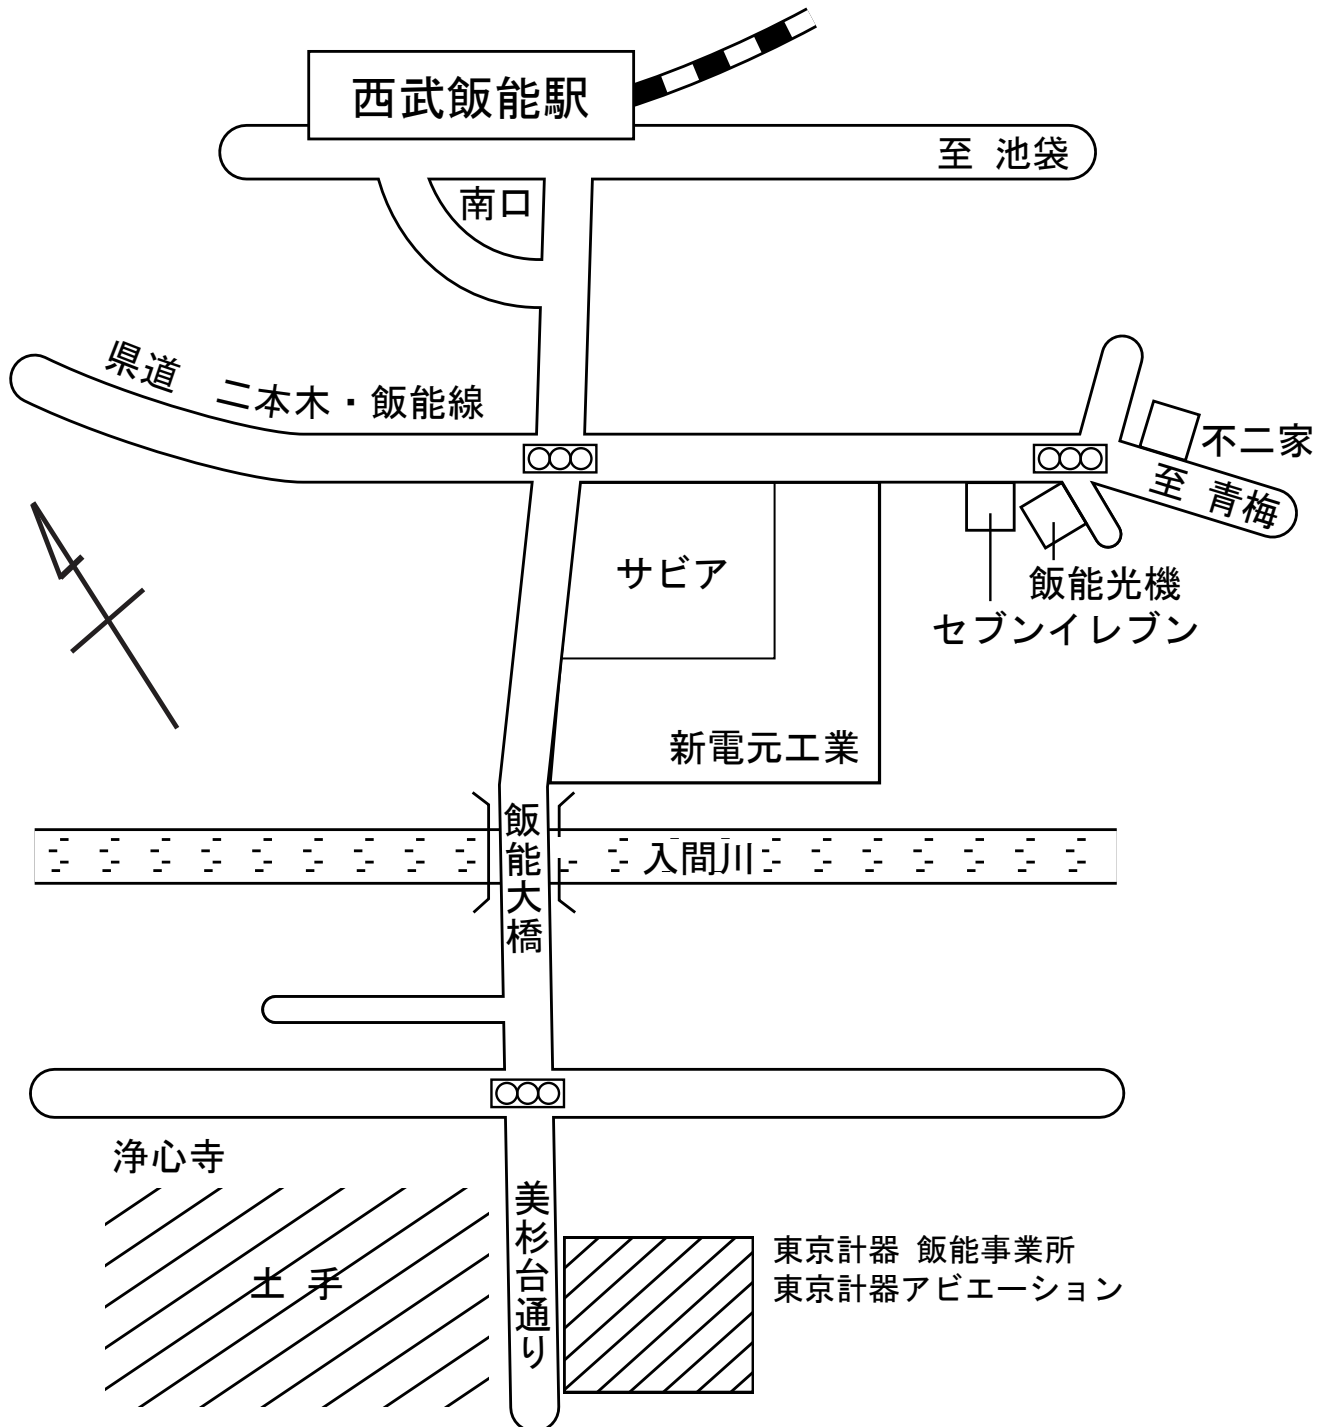 西武飯能駅
至 池袋
南口
県道 二本木・飯能線
不二家
至 青梅
サビア
飯能光機
セブンイレブン
新電元工業
飯能大橋
入間川
浄心寺
美杉台通り
東京計器 飯能事業所
東京計器アビエーション
土 手